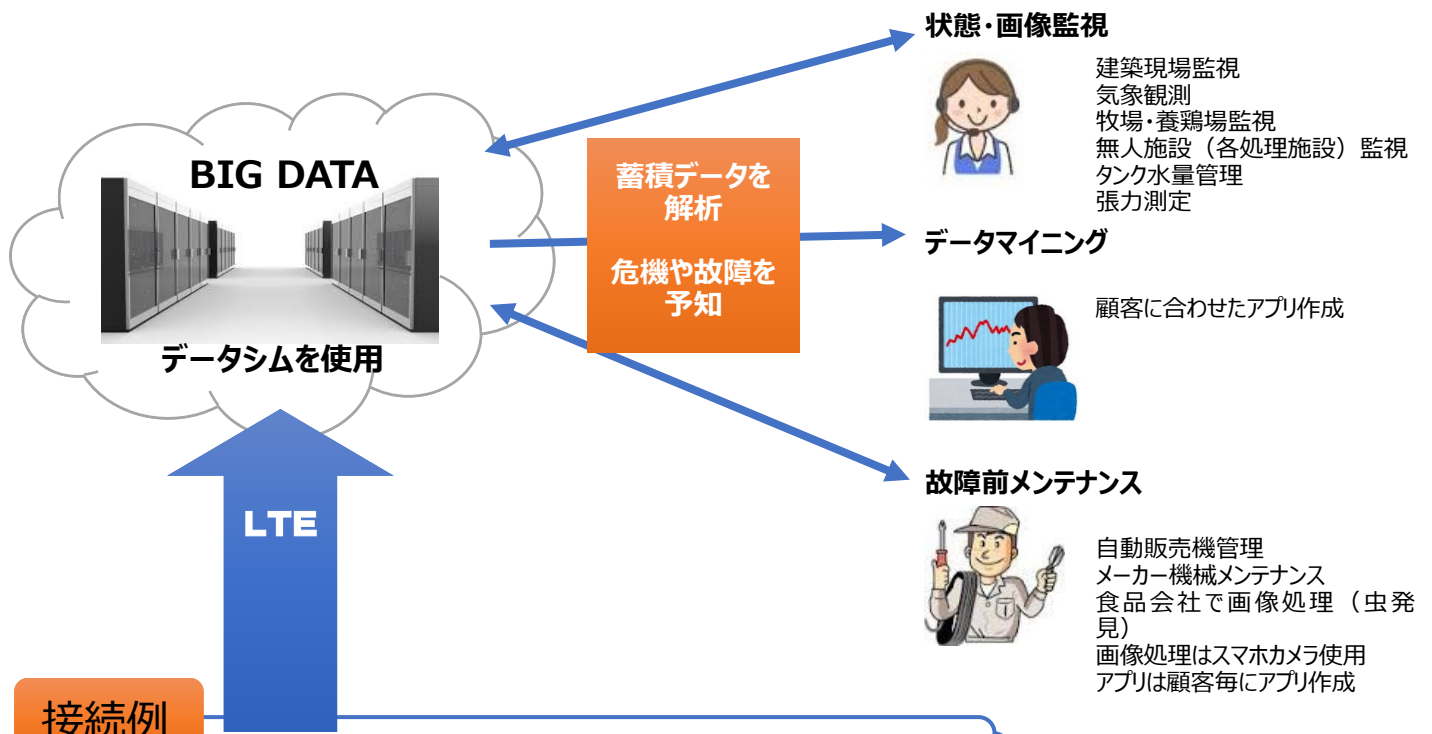 状態・画像監視
建築現場監視
気象観測
牧場・養鶏場監視
無人施設（各処理施設）監視
タンク水量管理
張力測定
BIG DATA
データシムを使用
蓄積データを
解析
危機や故障を
予知
データマイニング
顧客に合わせたアプリ作成
故障前メンテナンス
自動販売機管理
メーカー機械メンテナンス
食品会社で画像処理（虫発
見）
画像処理はスマホカメラ使用
アプリは顧客毎にアプリ作成
LTE
接続例